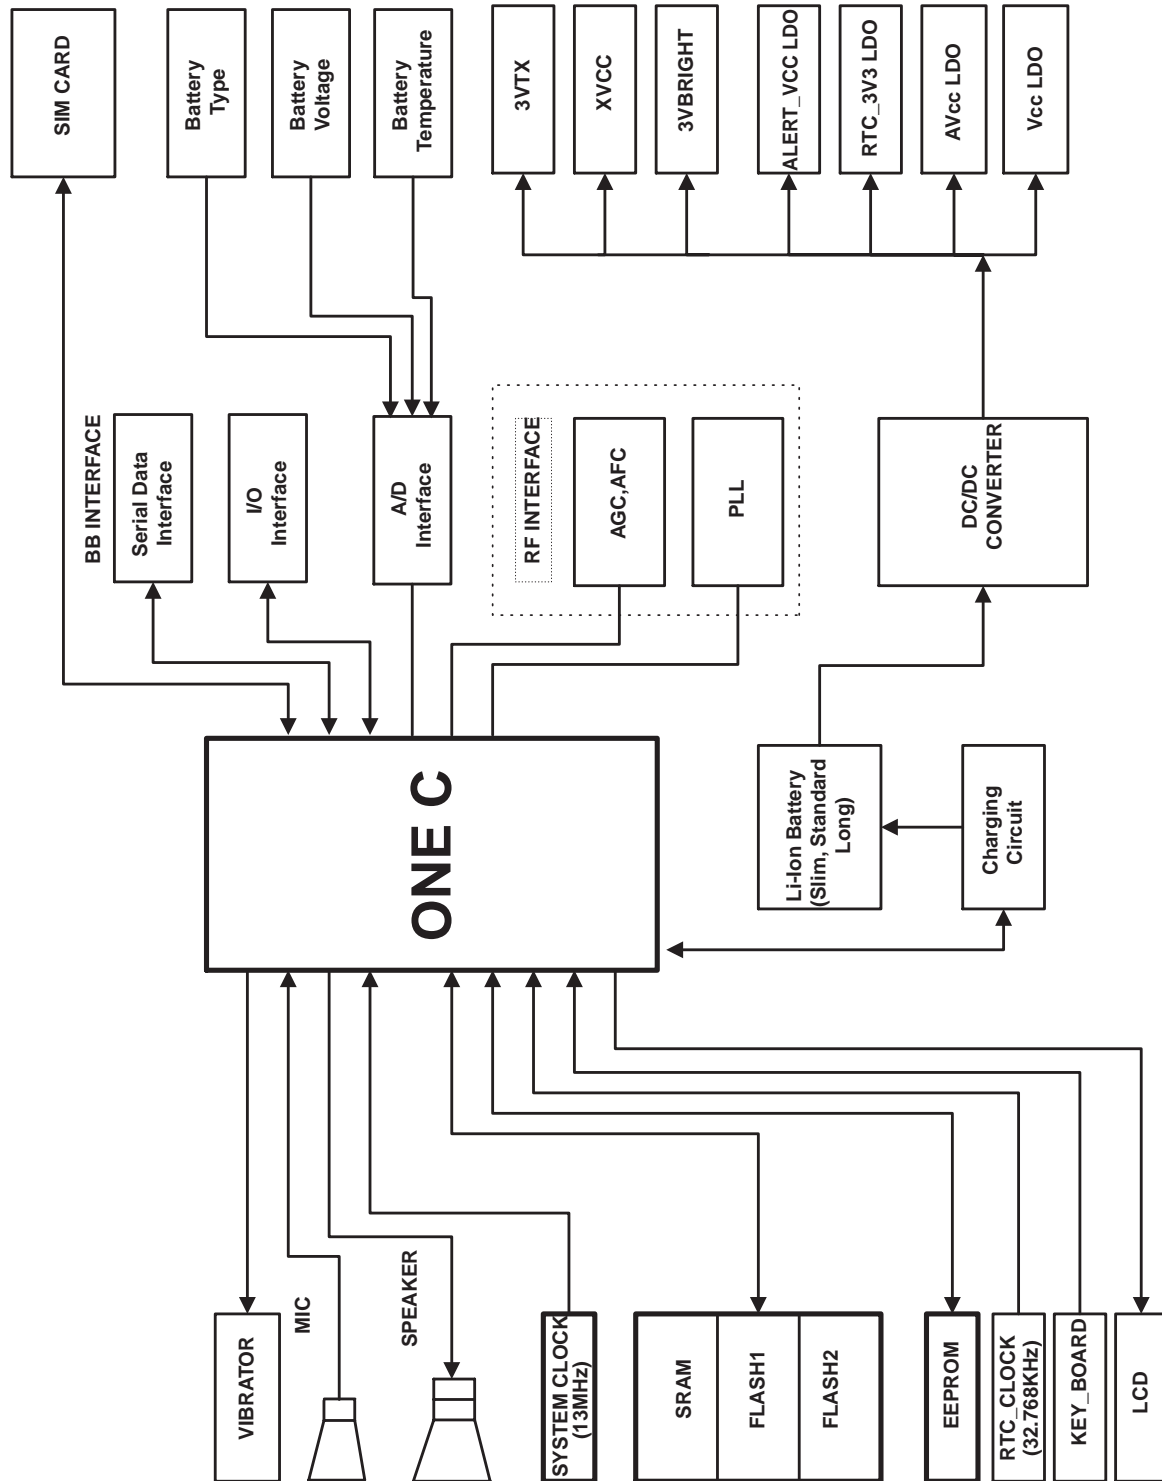 VIBRATOR
MIC
SPEAKER
SYSTEM CLOCK
(13MHz)
SRAM
FLASH1
FLASH2
EEPROM
RTC_CLOCK
(32.768KHz)
KEY_BOARD
LCD
ONE C
Li-Ion Battery
(Slim, Standard
Long)
Charging
Circuit
BB INTERFACE
Serial Data
Interface
I/O
Interface
A/D
Interface
RF INTERFACE
AGC,AFC
PLL
DC/DC
CONVERTER
SIM CARD
Battery
Type
Battery
Voltage
Battery
Temperature
3VTX
XVCC
3VBRIGHT
ALERT_VCC LDO
RTC_3V3 LDO
AVcc LDO
Vcc LDO